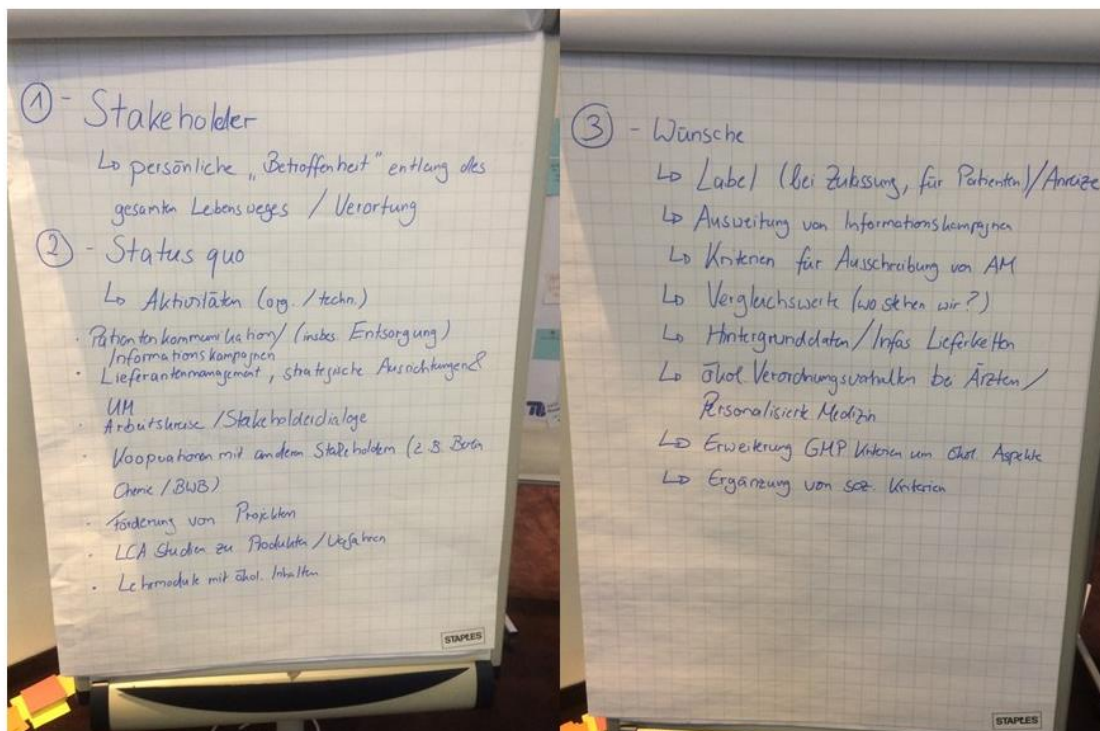 ① - Stakeholder
↳ persönliche „Betroffenheit" entlang des
gesamten Lebensweges / Verortung
② - Status quo
↳ Aktivitäten (org. / techn.)
· Patientenkommunikation / (insbes. Entsorgung)
Informationskampagnen
· Lieferantenmanagement, strategische Ausrichtungen &
UM
· Arbeitskreise / Stakeholderdialoge
· Kooperationen mit anderen Stakeholdern (z.B. Berlin
Chemie / BWB)
· Förderung von Projekten
· LCA Studien zu Produkten / Verfahren
· Lehrmodule mit ökol. Inhalten
STAPLES
③ - Wünsche
↳ Label (bei Zulassung, für Patienten) / Anreize
↳ Ausweitung von Informationskampagnen
↳ Kriterien für Ausschreibung von AM
↳ Vergleichswerte (wo stehen wir?)
↳ Hintergrunddaten / Infos Lieferketten
↳ ökol. Verordnungsverhalten bei Ärzten /
Personalisierte Medizin
↳ Erweiterung GMP Kriterien um ökol. Aspekte
↳ Ergänzung von soz. Kriterien
STAPLES